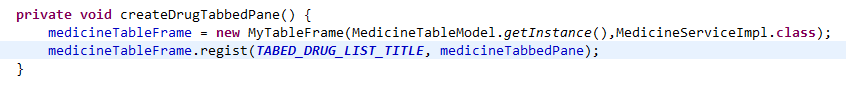 private void createDrugTabbedPane() {
    medicineTableFrame = new MyTableFrame(MedicineTableModel.getInstance(),MedicineServiceImpl.class);
    medicineTableFrame.regist(TABED_DRUG_LIST_TITLE, medicineTabbedPane);
}